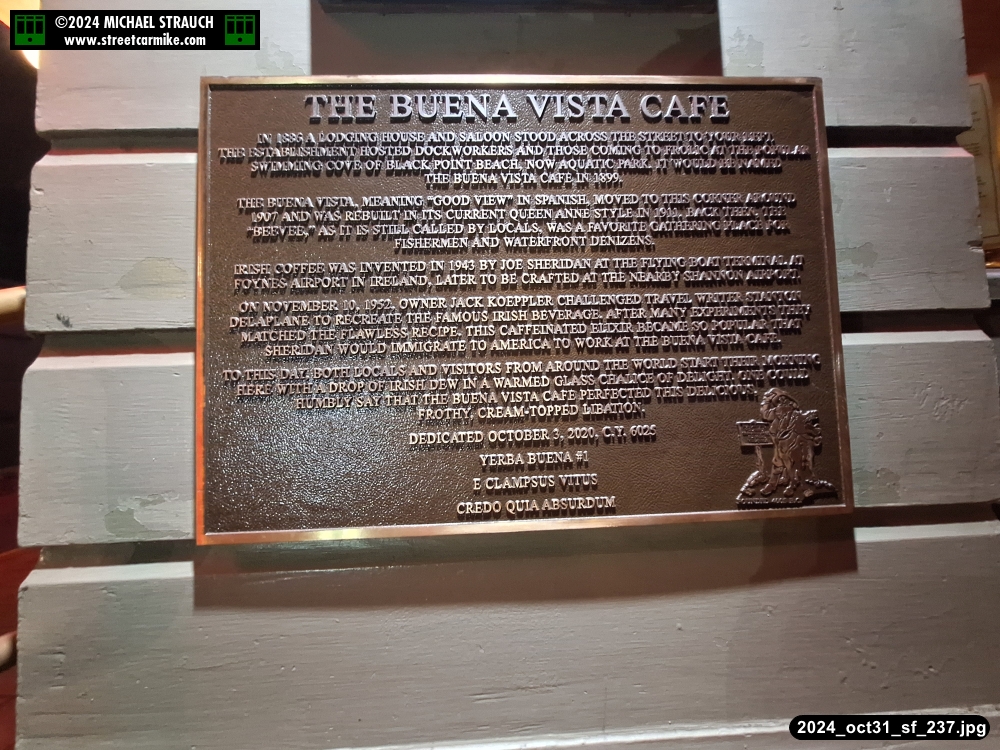 ©2024 MICHAEL STRAUCH
www.streetcarmike.com
THE BUENA VISTA CAFE
IN 1883 A LODGING HOUSE AND SALOON STOOD ACROSS THE STREET TO YOUR LEFT.
THE ESTABLISHMENT HOSTED DOCKWORKERS AND THOSE COMING TO FROLIC AT THE POPULAR
SWIMMING COVE OF BLACK POINT BEACH, NOW AQUATIC PARK. IT WOULD BE NAMED
THE BUENA VISTA CAFE IN 1899.
THE BUENA VISTA, MEANING "GOOD VIEW" IN SPANISH, MOVED TO THIS CORNER AROUND
1907 AND WAS REBUILT IN ITS CURRENT QUEEN ANNE STYLE IN 1911. BACK THEN, THE
"BEEVEE," AS IT IS STILL CALLED BY LOCALS, WAS A FAVORITE GATHERING PLACE FOR
FISHERMEN AND WATERFRONT DENIZENS.
IRISH COFFEE WAS INVENTED IN 1943 BY JOE SHERIDAN AT THE FLYING BOAT TERMINAL AT
FOYNES AIRPORT IN IRELAND, LATER TO BE CRAFTED AT THE NEARBY SHANNON AIRPORT.
ON NOVEMBER 10, 1952, OWNER JACK KOEPPLER CHALLENGED TRAVEL WRITER STANTON
DELAPLANE TO RECREATE THE FAMOUS IRISH BEVERAGE. AFTER MANY EXPERIMENTS THEY
MATCHED THE FLAWLESS RECIPE. THIS CAFFEINATED ELIXIR BECAME SO POPULAR THAT
SHERIDAN WOULD IMMIGRATE TO AMERICA TO WORK AT THE BUENA VISTA CAFE.
TO THIS DAY, BOTH LOCALS AND VISITORS FROM AROUND THE WORLD START THEIR MORNING
HERE WITH A DROP OF IRISH DEW IN A WARMED GLASS CHALICE OF DELIGHT. ONE COULD
HUMBLY SAY THAT THE BUENA VISTA CAFE PERFECTED THIS DELICIOUS,
FROTHY, CREAM-TOPPED LIBATION.
DEDICATED OCTOBER 3, 2020, C.Y. 6025
YERBA BUENA #1
E CLAMPSUS VITUS
CREDO QUIA ABSURDUM
2024_oct31_sf_237.jpg